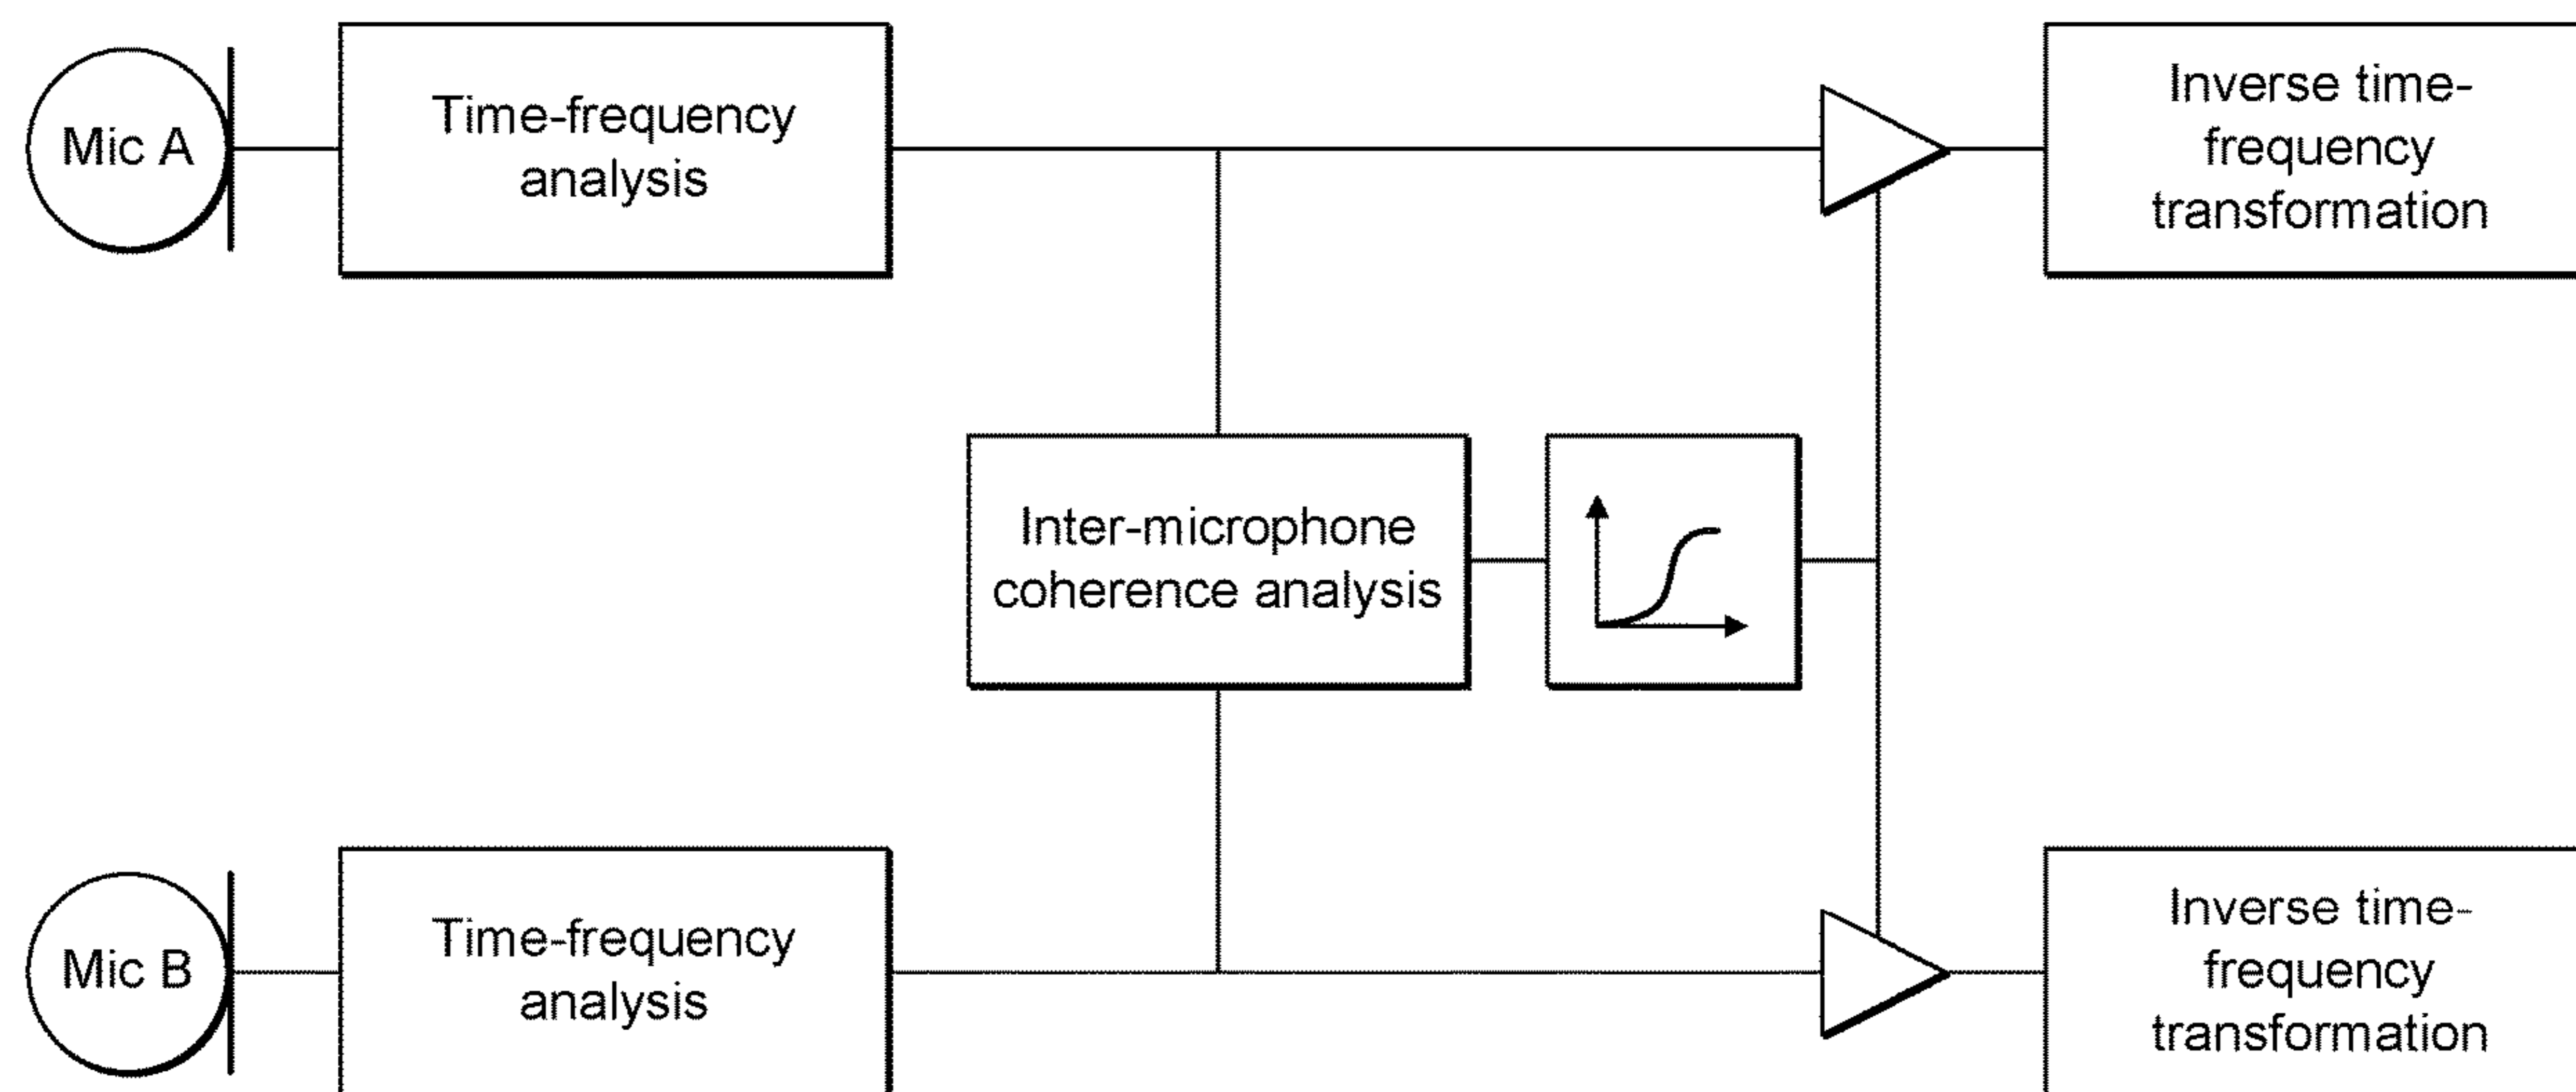 Mic A
Time-frequency
analysis
Inverse time-
frequency
transformation
Inter-microphone
coherence analysis
Mic B
Time-frequency
analysis
Inverse time-
frequency
transformation